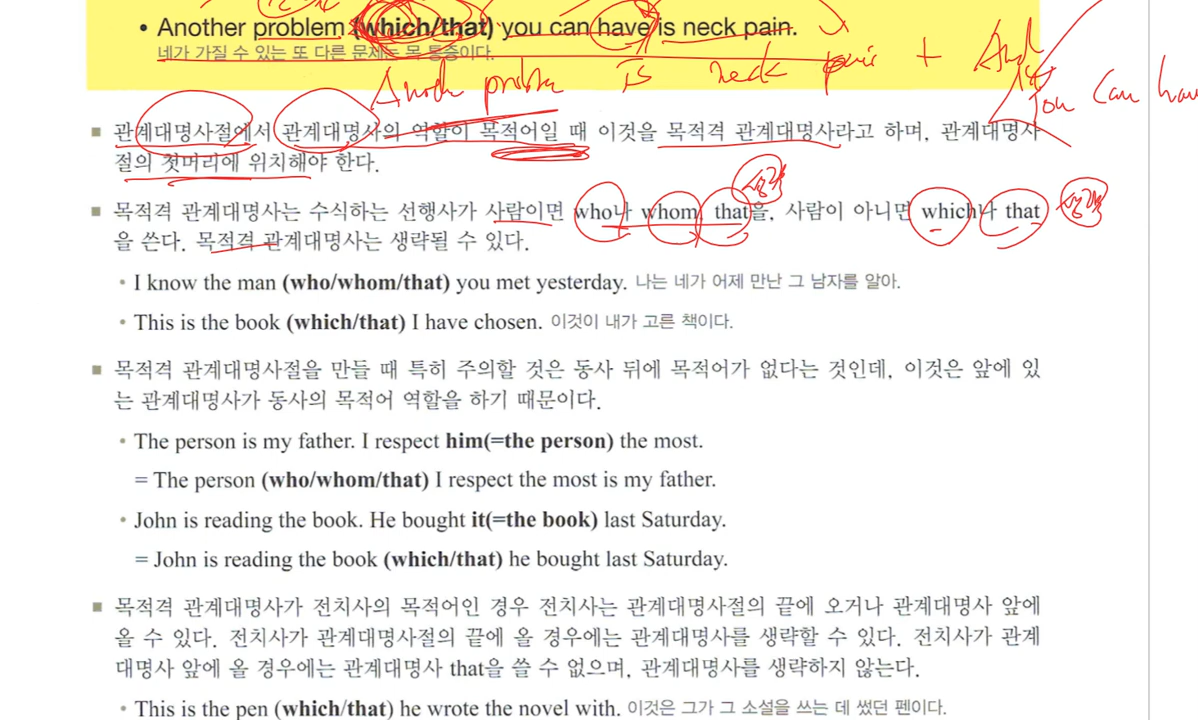 • Another problem (which/that) you can have is neck pain.
네가 가질 수 있는 또 다른 문제는 목 통증이다.
Another problem is neck pain + And
it
you can have
■ 관계대명사절에서 관계대명사의 역할이 목적어일 때 이것을 목적격 관계대명사라고 하며, 관계대명사
절의 첫머리에 위치해야 한다.
생략
생략
■ 목적격 관계대명사는 수식하는 선행사가 사람이면 who나 whom that을, 사람이 아니면 which나 that
을 쓴다. 목적격 관계대명사는 생략될 수 있다.
• I know the man (who/whom/that) you met yesterday. 나는 네가 어제 만난 그 남자를 알아.
• This is the book (which/that) I have chosen. 이것이 내가 고른 책이다.
■ 목적격 관계대명사절을 만들 때 특히 주의할 것은 동사 뒤에 목적어가 없다는 것인데, 이것은 앞에 있
는 관계대명사가 동사의 목적어 역할을 하기 때문이다.
• The person is my father. I respect him(=the person) the most.
= The person (who/whom/that) I respect the most is my father.
• John is reading the book. He bought it(=the book) last Saturday.
= John is reading the book (which/that) he bought last Saturday.
■ 목적격 관계대명사가 전치사의 목적어인 경우 전치사는 관계대명사절의 끝에 오거나 관계대명사 앞에
올 수 있다. 전치사가 관계대명사절의 끝에 올 경우에는 관계대명사를 생략할 수 있다. 전치사가 관계
대명사 앞에 올 경우에는 관계대명사 that을 쓸 수 없으며, 관계대명사를 생략하지 않는다.
• This is the pen (which/that) he wrote the novel with. 이것은 그가 그 소설을 쓰는 데 썼던 펜이다.